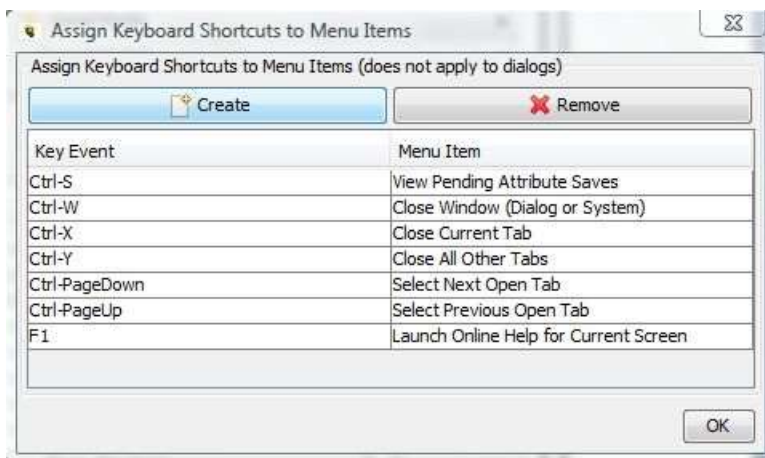 Assign Keyboard Shortcuts to Menu Items
Assign Keyboard Shortcuts to Menu Items (does not apply to dialogs)
Create Remove
Key Event Menu Item
Ctrl-S View Pending Attribute Saves
Ctrl-W Close Window (Dialog or System)
Ctrl-X Close Current Tab
Ctrl-Y Close All Other Tabs
Ctrl-PageDown Select Next Open Tab
Ctrl-PageUp Select Previous Open Tab
F1 Launch Online Help for Current Screen
OK